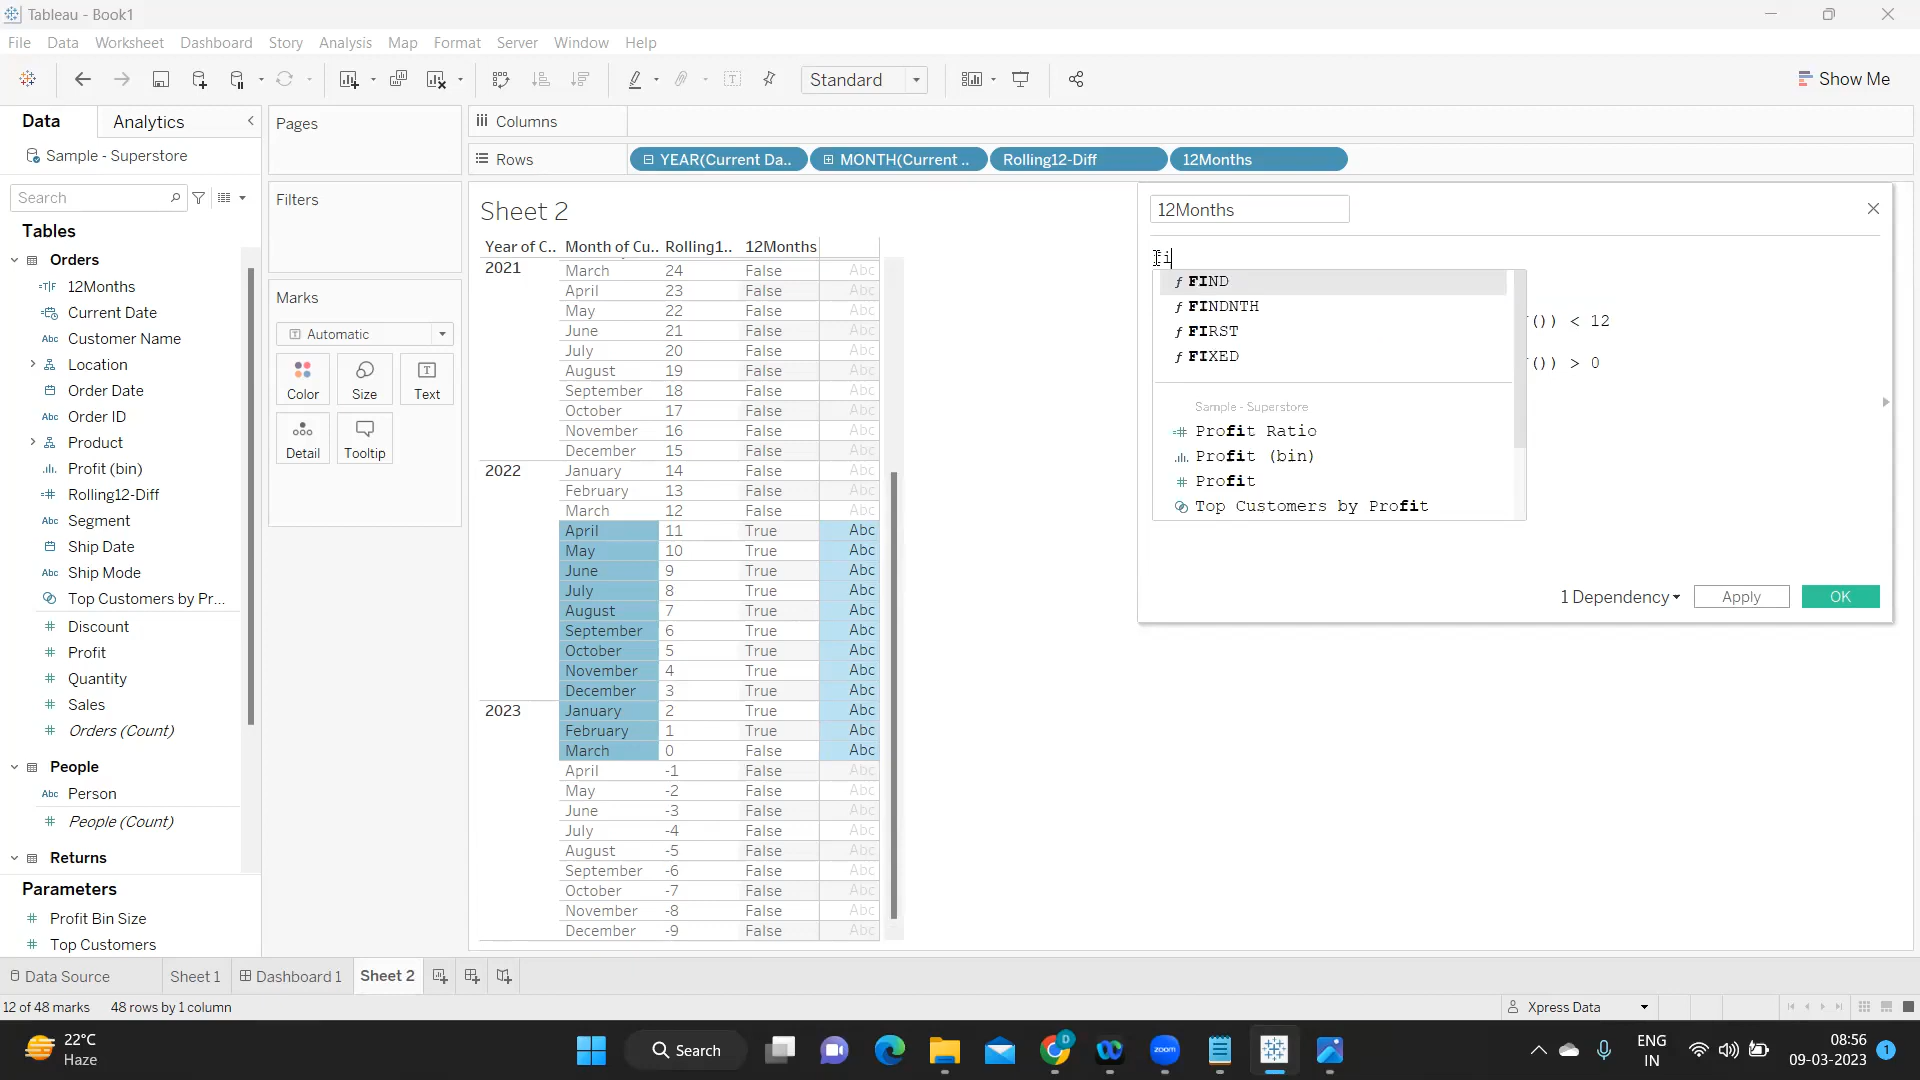 Tableau - Book1
File Data Worksheet Dashboard Story Analysis Map Format Server Window Help
Standard
Show Me
Data
Analytics
Sample - Superstore
Search
Tables
Orders
12Months
Current Date
Customer Name
Location
Order Date
Order ID
Product
Profit (bin)
Rolling12-Diff
Segment
Ship Date
Ship Mode
Top Customers by Pr...
Discount
Profit
Quantity
Sales
Orders (Count)
People
Person
People (Count)
Returns
Parameters
Profit Bin Size
Top Customers
Pages
Filters
Marks
Automatic
Color
Size
Text
Detail
Tooltip
Columns
Rows
YEAR(Current Da..
MONTH(Current ..
Rolling12-Diff
12Months
Sheet 2
Year of C.. Month of Cu.. Rolling1.. 12Months
2021 March 24 False Abc
April 23 False Abc
May 22 False Abc
June 21 False Abc
July 20 False Abc
August 19 False Abc
September 18 False Abc
October 17 False Abc
November 16 False Abc
December 15 False Abc
2022 January 14 False Abc
February 13 False Abc
March 12 False Abc
April 11 True Abc
May 10 True Abc
June 9 True Abc
July 8 True Abc
August 7 True Abc
September 6 True Abc
October 5 True Abc
November 4 True Abc
December 3 True Abc
2023 January 2 True Abc
February 1 True Abc
March 0 False Abc
April -1 False Abc
May -2 False Abc
June -3 False Abc
July -4 False Abc
August -5 False Abc
September -6 False Abc
October -7 False Abc
November -8 False Abc
December -9 False Abc
12Months
FIND
FINDNTH
FIRST
FIXED
Sample - Superstore
Profit Ratio
Profit (bin)
Profit
Top Customers by Profit
()) < 12
()) > 0
1 Dependency
Apply
OK
Data Source
Sheet 1
Dashboard 1
Sheet 2
12 of 48 marks 48 rows by 1 column
Xpress Data
22°C
Haze
Search
zoom
ENG
IN
08:56
09-03-2023
1